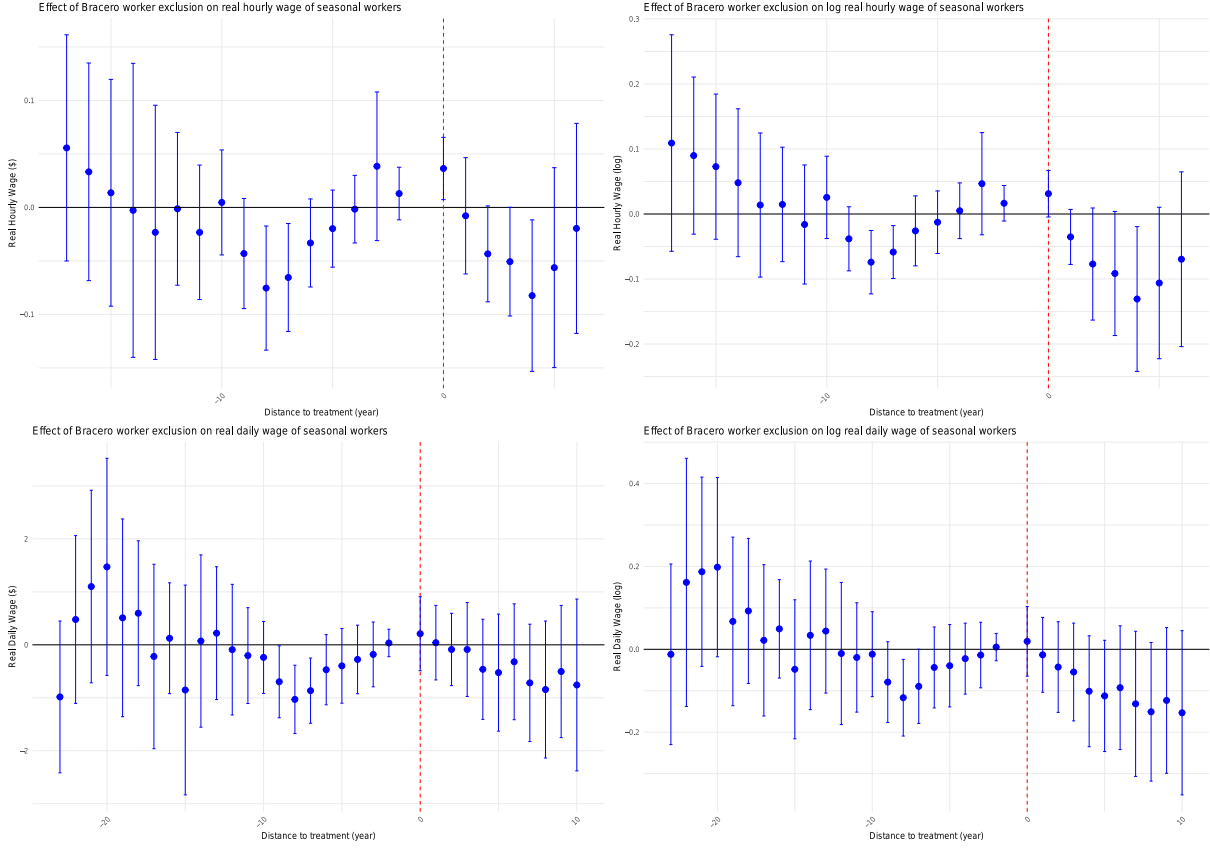 Effect of Bracero worker exclusion on real hourly wage of seasonal workers
Real Hourly Wage ($)
0.1
0.0
−0.1
−10
0
Distance to treatment (year)
Effect of Bracero worker exclusion on log real hourly wage of seasonal workers
Real Hourly Wage (log)
0.3
0.2
0.1
0.0
−0.1
−0.2
−10
0
Distance to treatment (year)
Effect of Bracero worker exclusion on real daily wage of seasonal workers
Real Daily Wage ($)
2
0
−2
−20
−10
0
10
Distance to treatment (year)
Effect of Bracero worker exclusion on log real daily wage of seasonal workers
Real Daily Wage (log)
0.4
0.2
0.0
−0.2
−20
−10
0
10
Distance to treatment (year)